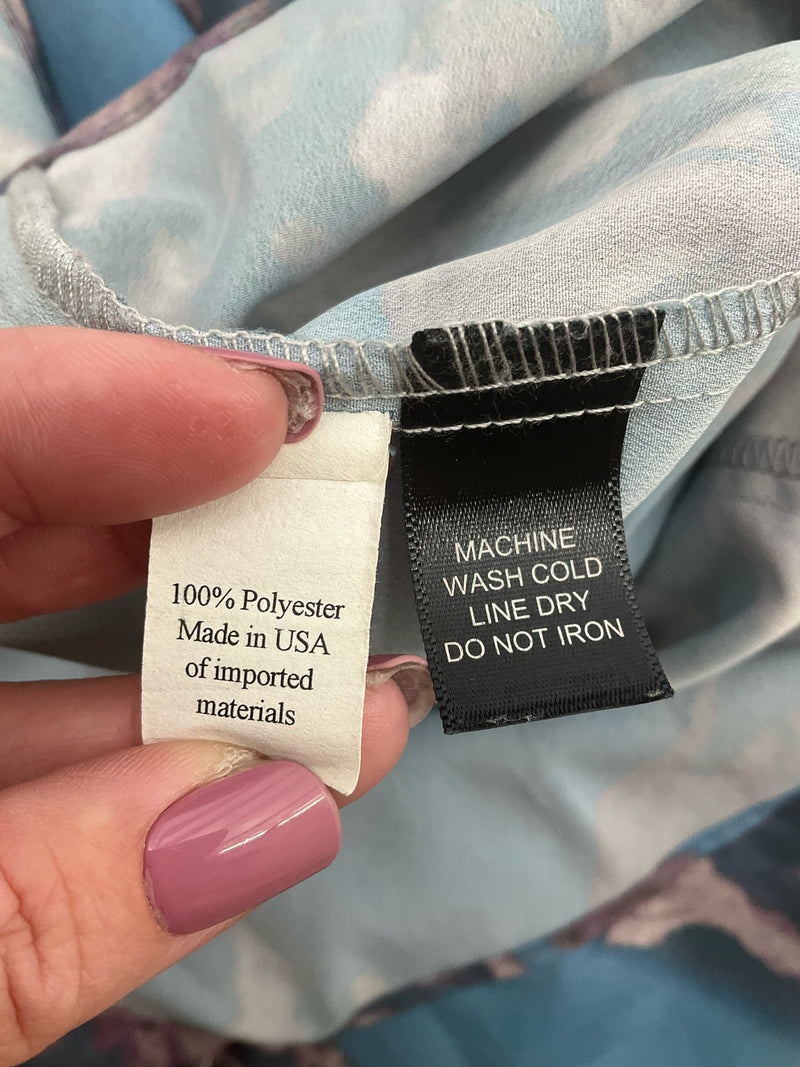 100% Polyester
Made in USA
of imported
materials
MACHINE
WASH COLD
LINE DRY
DO NOT IRON